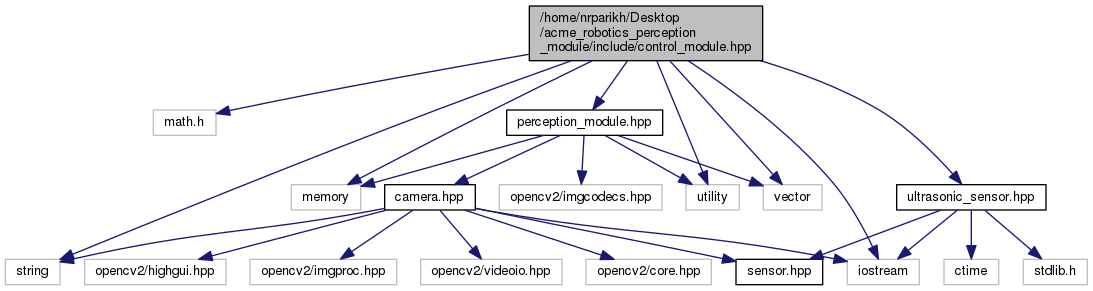 /home/nrparikh/Desktop
/acme_robotics_perception
_module/include/control_module.hpp
math.h
perception_module.hpp
memory
camera.hpp
opencv2/imgcodecs.hpp
utility
vector
ultrasonic_sensor.hpp
string
opencv2/highgui.hpp
opencv2/imgproc.hpp
opencv2/videoio.hpp
opencv2/core.hpp
sensor.hpp
iostream
ctime
stdlib.h